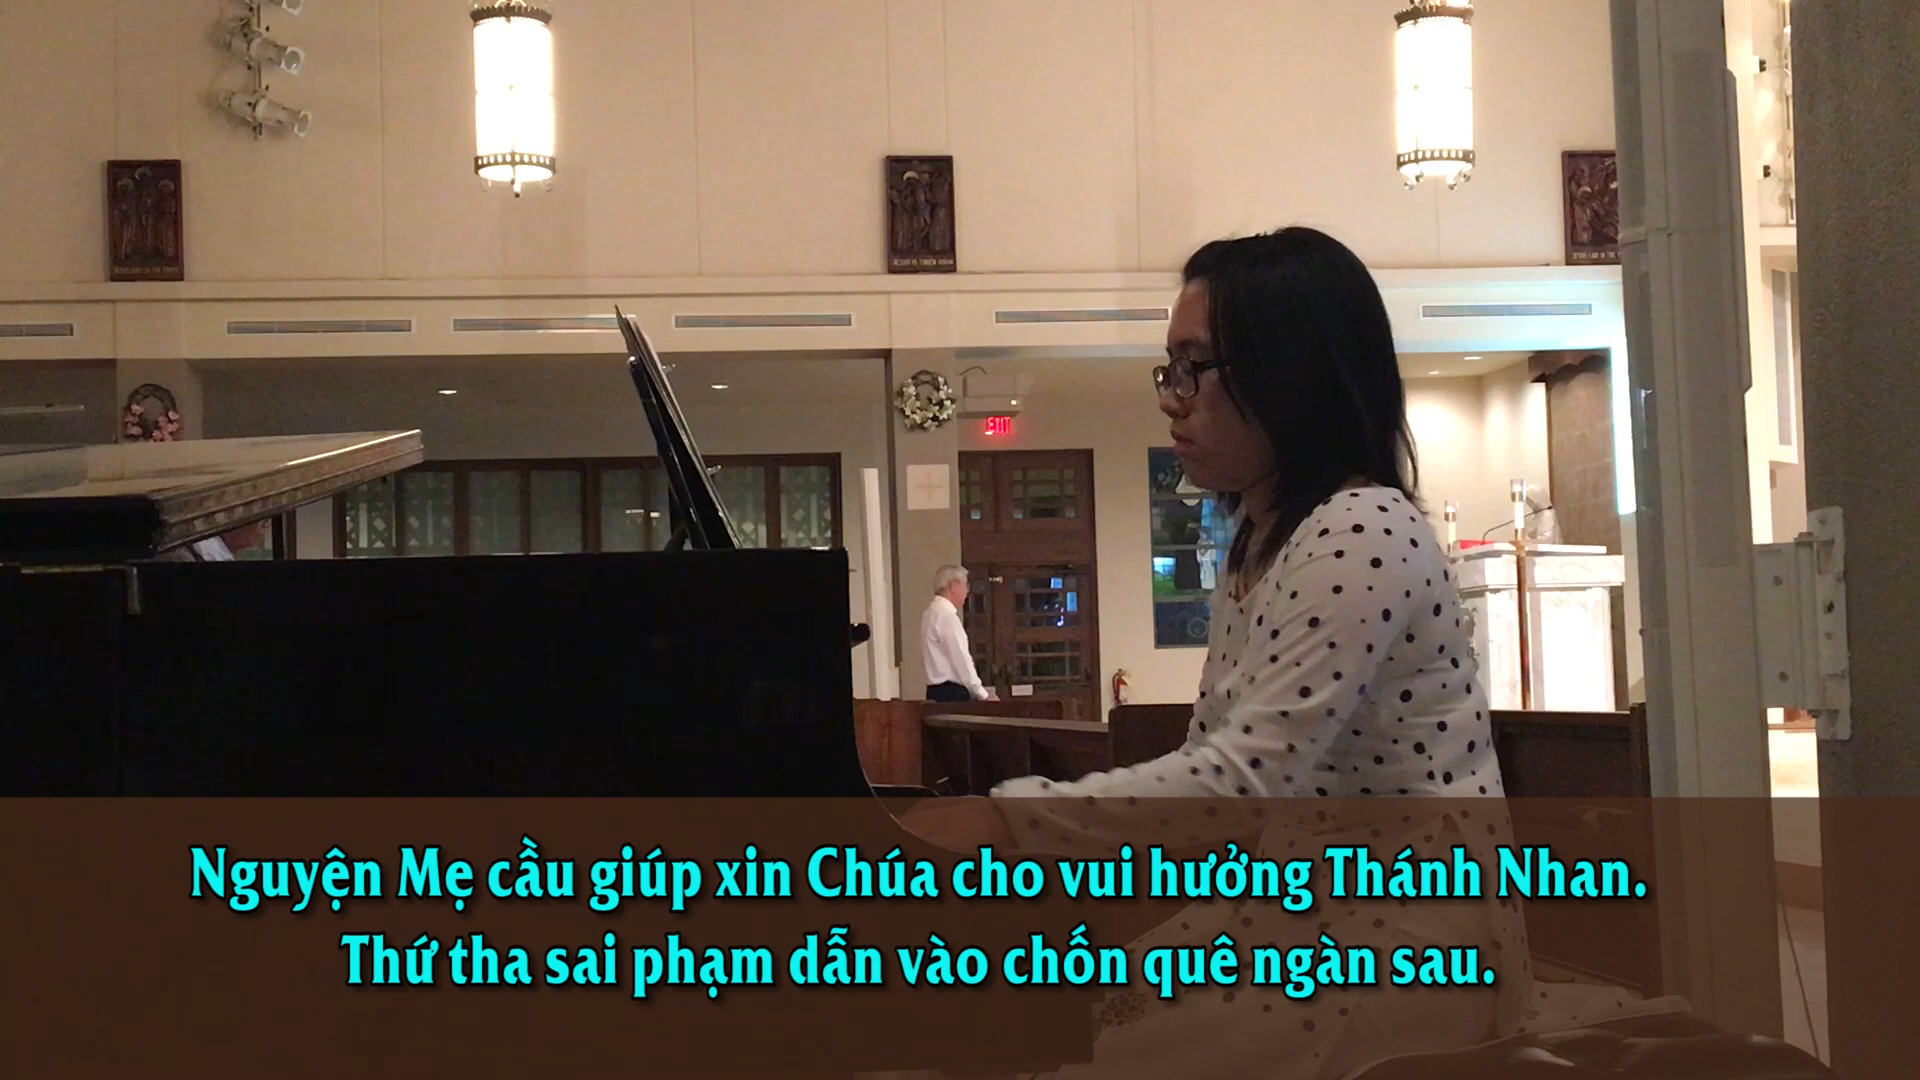 EXIT
Nguyện Mẹ cầu giúp xin Chúa cho vui hưởng Thánh Nhan.
Thứ tha sai phạm dẫn vào chốn quê ngàn sau.